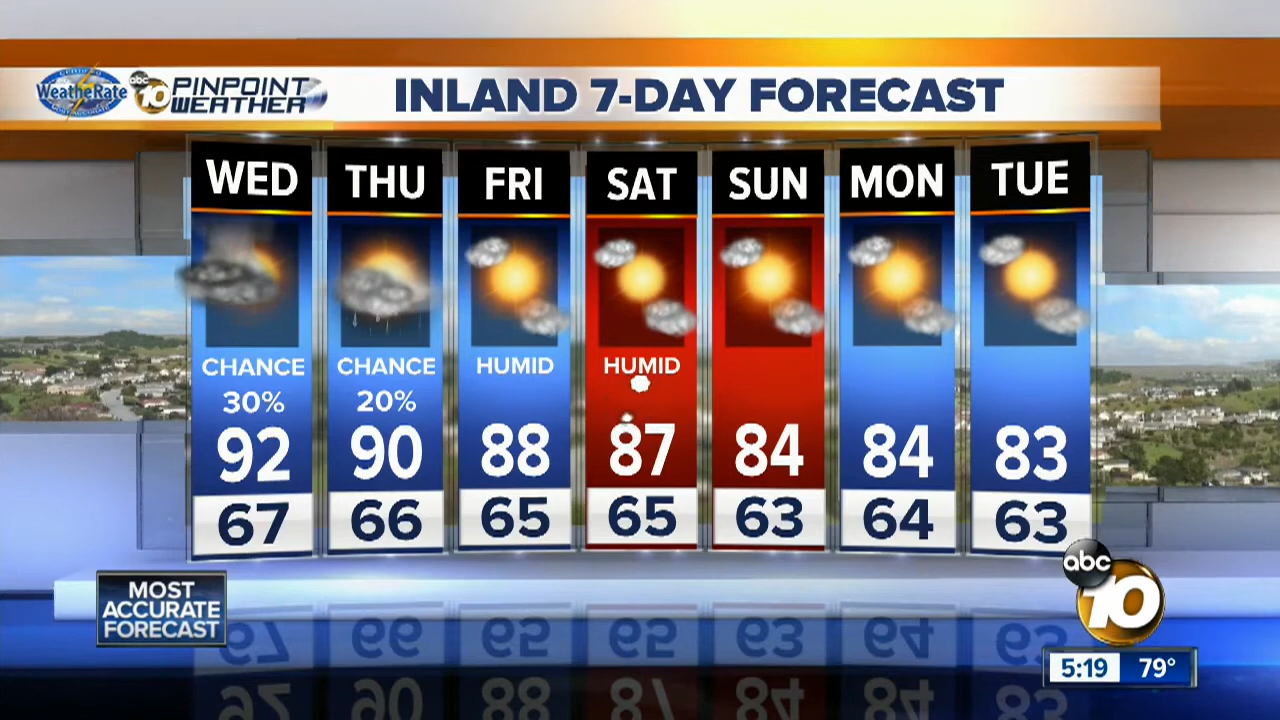 WeatheRate
abc 10 PINPOINT WEATHER
INLAND 7-DAY FORECAST
WED THU FRI SAT SUN MON TUE
CHANCE CHANCE HUMID HUMID
30% 20%
92 90 88 87 84 84 83
67 66 65 65 63 64 63
MOST
ACCURATE
FORECAST
abc
10
5:19 79°